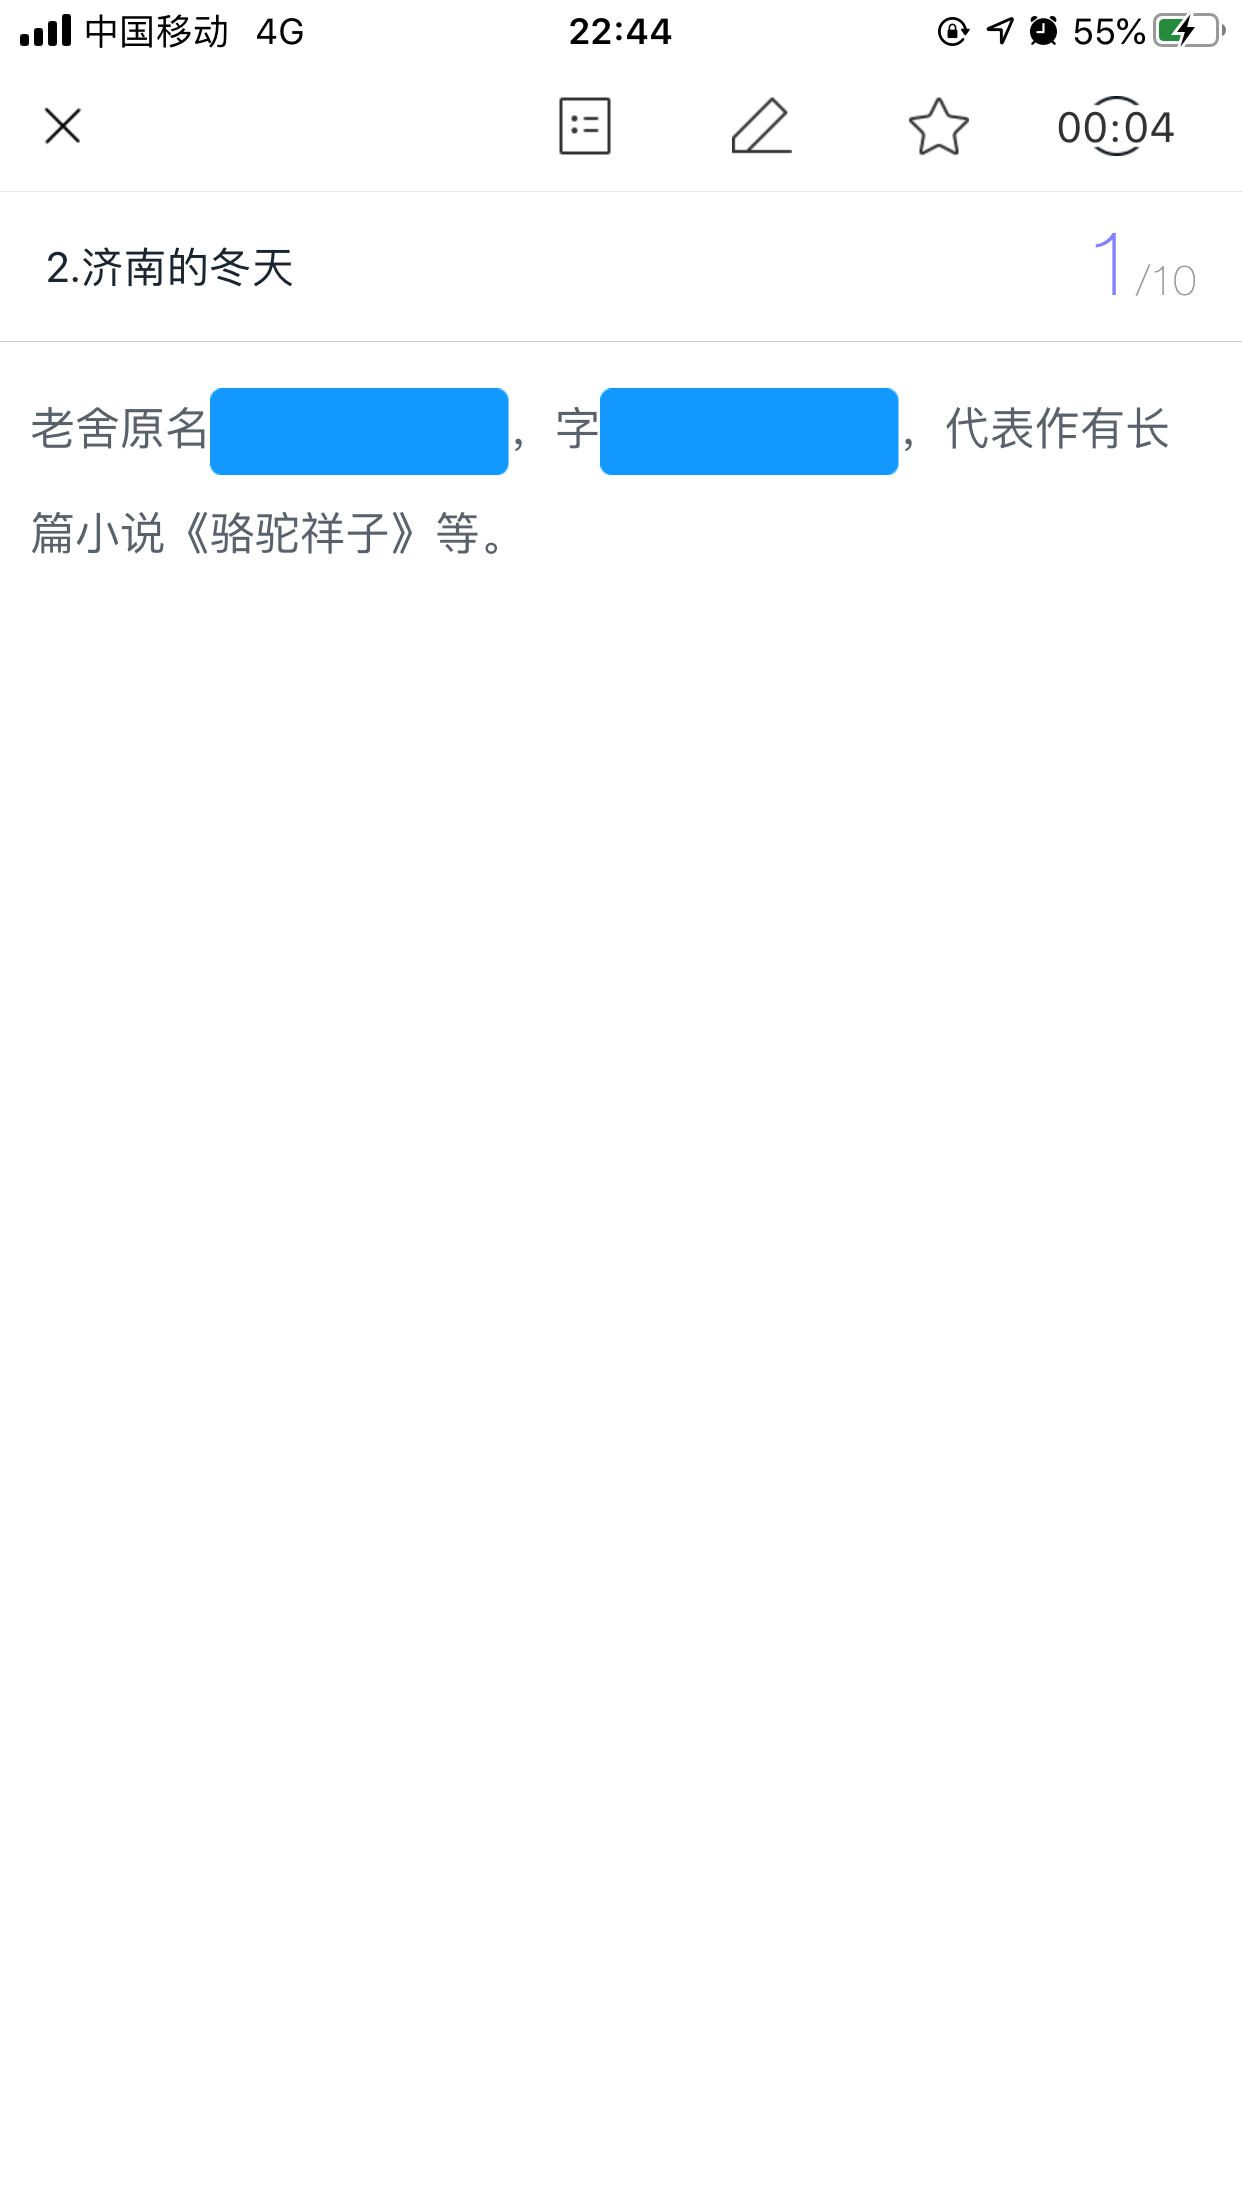 中国移动 4G 22:44 55%
00:04
2.济南的冬天 1/10
老舍原名 ，字 ，代表作有长
篇小说《骆驼祥子》等。